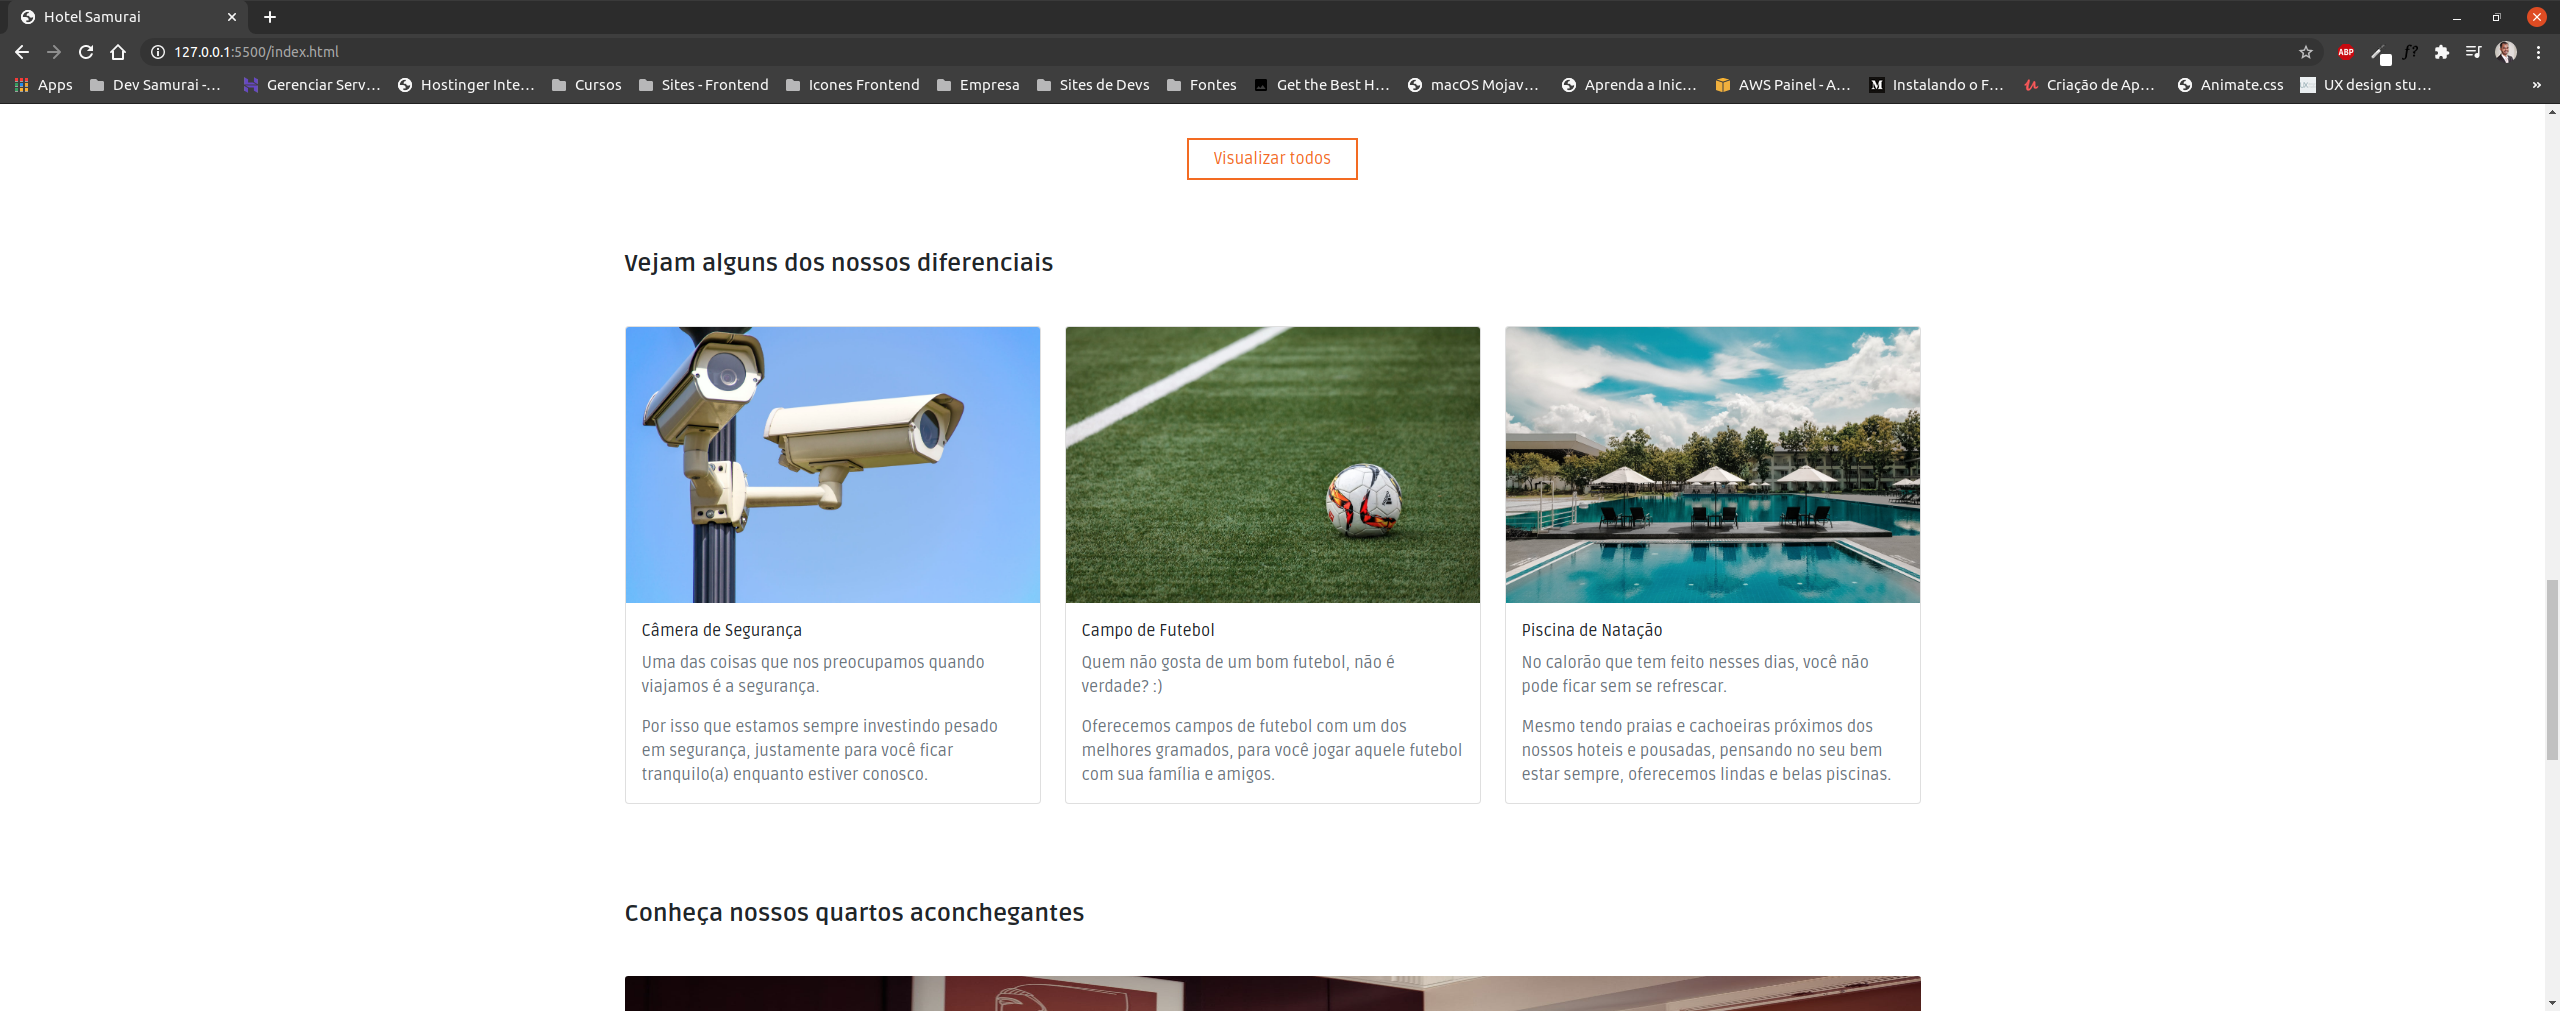 Hotel Samurai
127.0.0.1:5500/index.html
ABP
f?
Apps
Dev Samurai -...
Gerenciar Serv...
Hostinger Inte...
Cursos
Sites - Frontend
Icones Frontend
Empresa
Sites de Devs
Fontes
Get the Best H...
macOS Mojav...
Aprenda a Inic...
AWS Painel - A...
Instalando o F...
Criação de Ap...
Animate.css
UX design stu...
»
Visualizar todos
Vejam alguns dos nossos diferenciais
Câmera de Segurança
Uma das coisas que nos preocupamos quando
viajamos é a segurança.
Por isso que estamos sempre investindo pesado
em segurança, justamente para você ficar
tranquilo(a) enquanto estiver conosco.
Campo de Futebol
Quem não gosta de um bom futebol, não é
verdade? :)
Oferecemos campos de futebol com um dos
melhores gramados, para você jogar aquele futebol
com sua família e amigos.
Piscina de Natação
No calorão que tem feito nesses dias, você não
pode ficar sem se refrescar.
Mesmo tendo praias e cachoeiras próximos dos
nossos hoteis e pousadas, pensando no seu bem
estar sempre, oferecemos lindas e belas piscinas.
Conheça nossos quartos aconchegantes